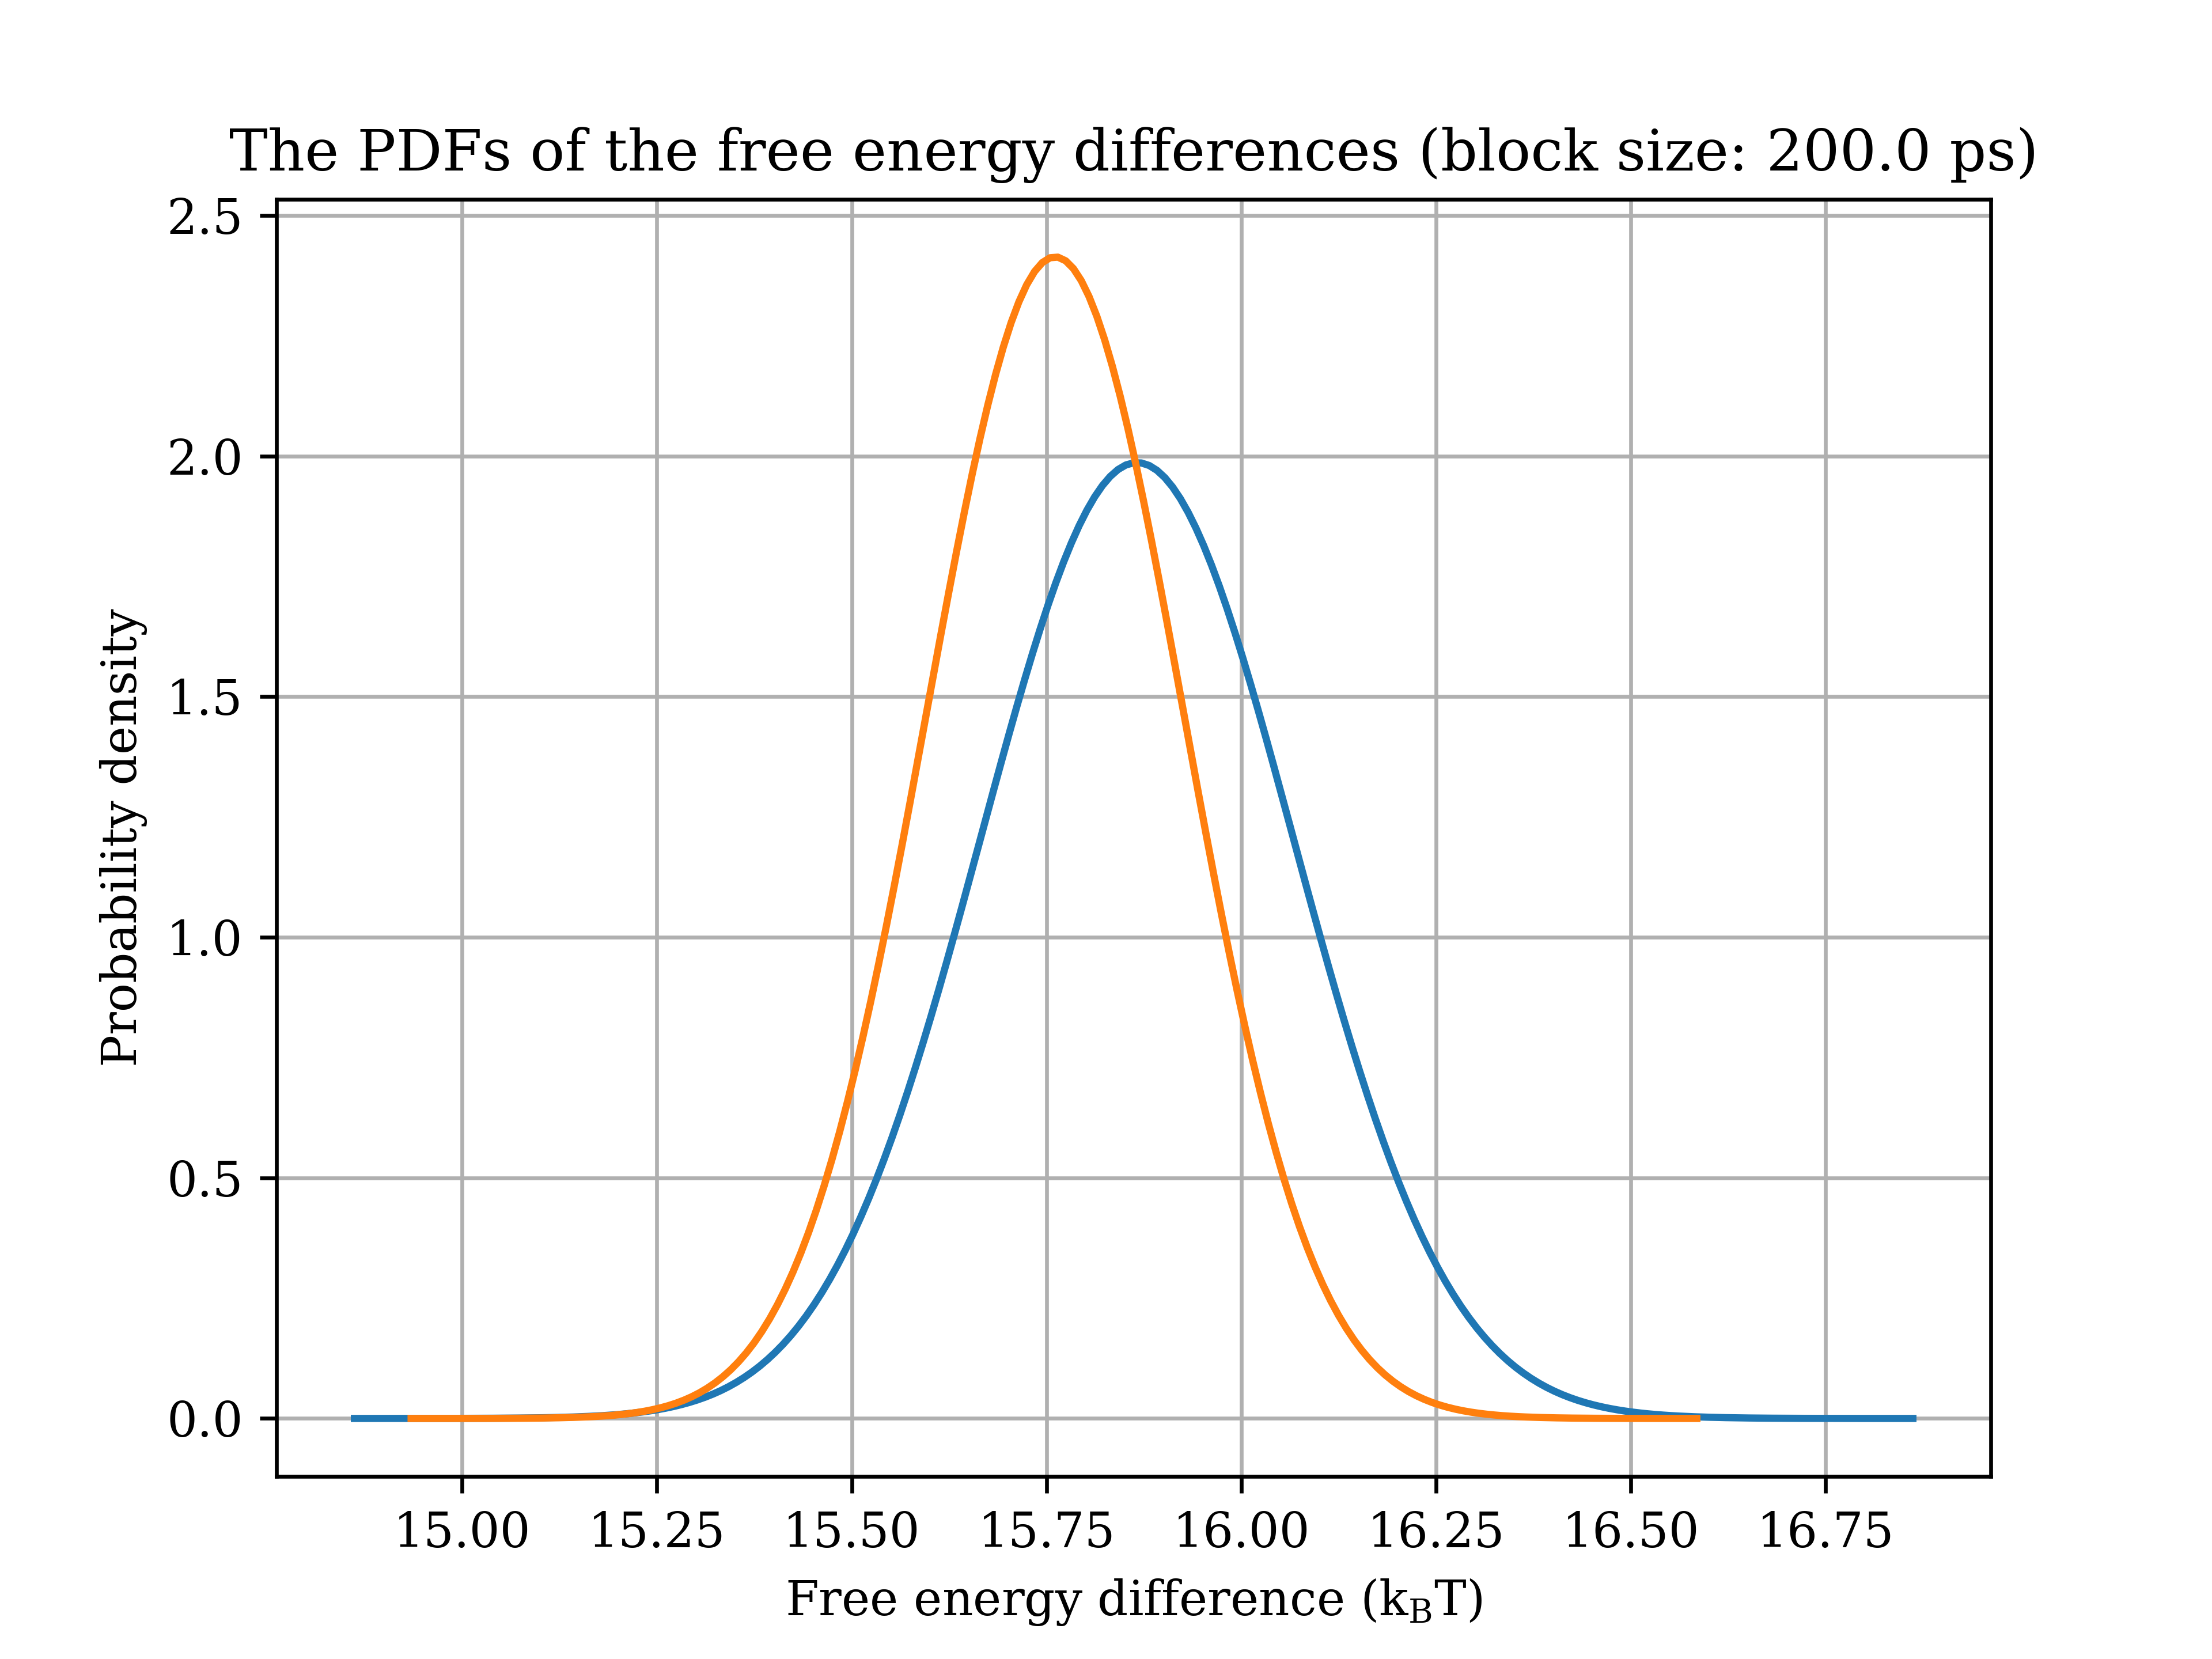 The PDFs of the free energy differences (block size: 200.0 ps)
2.5
2.0
1.5
1.0
0.5
0.0
Probability density
15.00 15.25 15.50 15.75 16.00 16.25 16.50 16.75
Free energy difference (k_BT)